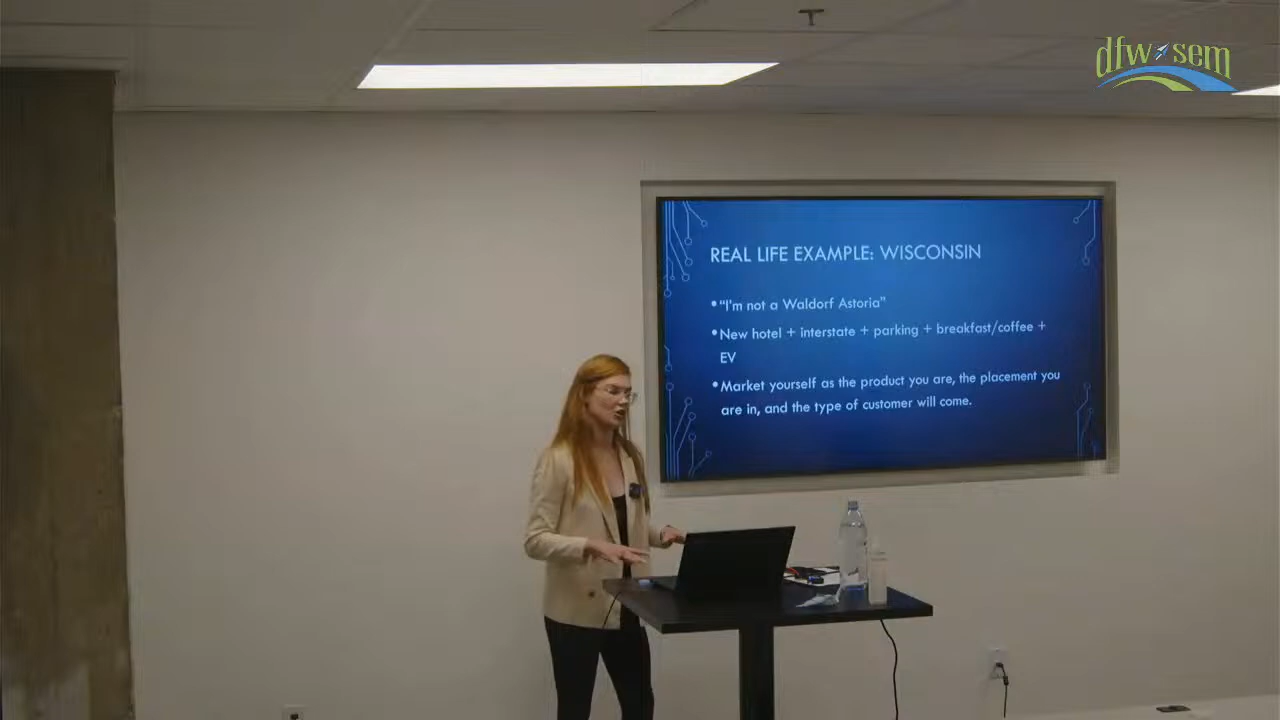 dfw sem
REAL LIFE EXAMPLE: WISCONSIN
•"I'm not a Waldorf Astoria"
•New hotel + interstate + parking + breakfast/coffee +
EV
•Market yourself as the product you are, the placement you
are in, and the type of customer will come.